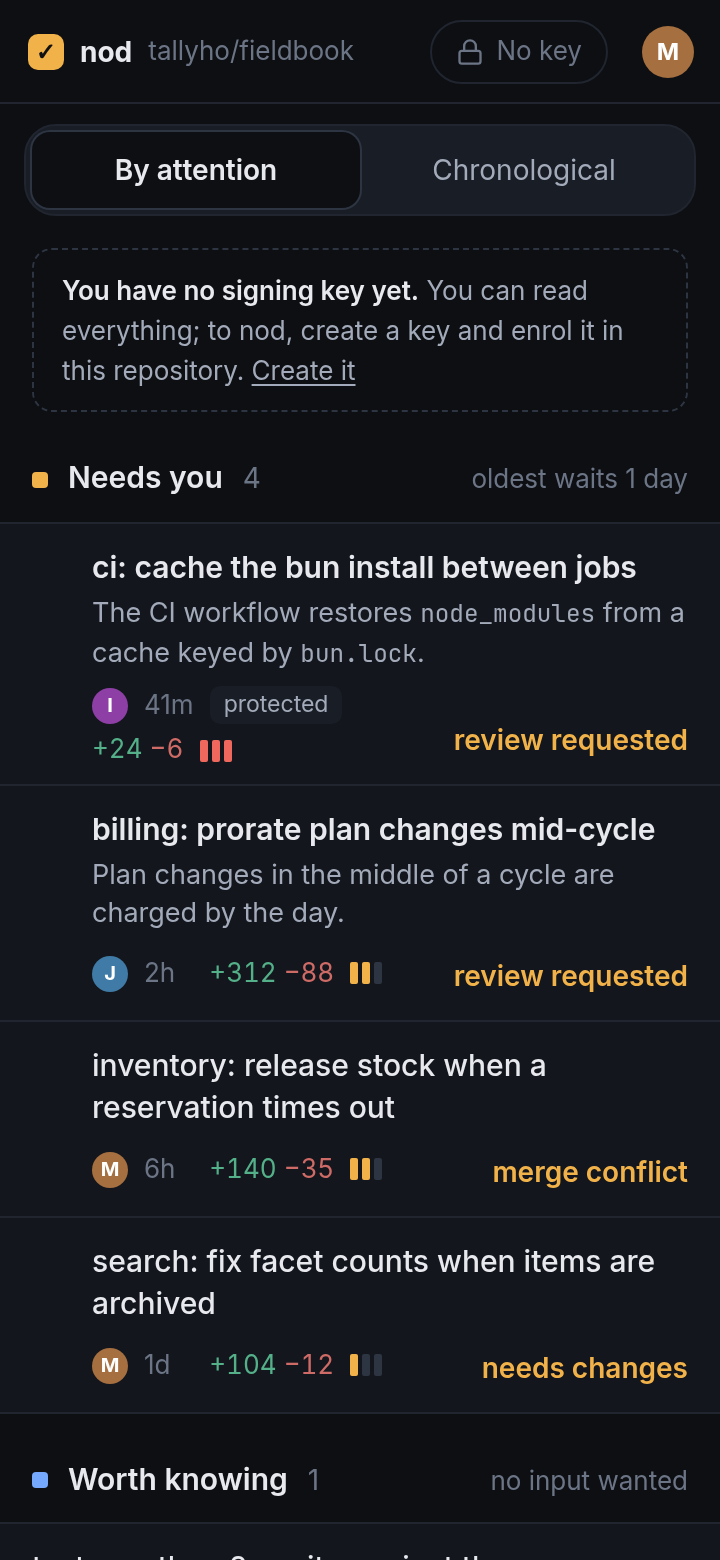 ✓ nod tallyho/fieldbook No key M
By attention Chronological
You have no signing key yet. You can read
everything; to nod, create a key and enrol it in
this repository. Create it
Needs you 4 oldest waits 1 day
ci: cache the bun install between jobs
The CI workflow restores node_modules from a
cache keyed by bun.lock.
I 41m protected
+24 −6 review requested
billing: prorate plan changes mid-cycle
Plan changes in the middle of a cycle are
charged by the day.
J 2h +312 −88 review requested
inventory: release stock when a
reservation times out
M 6h +140 −35 merge conflict
search: fix facet counts when items are
archived
M 1d +104 −12 needs changes
Worth knowing 1 no input wanted